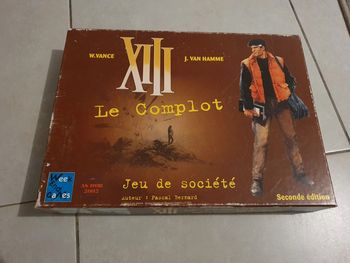 W.VANCE
XIII
J. VAN HAMME
Le Complot
Jeu de société
Auteur : Pascal Bernard
Seconde édition